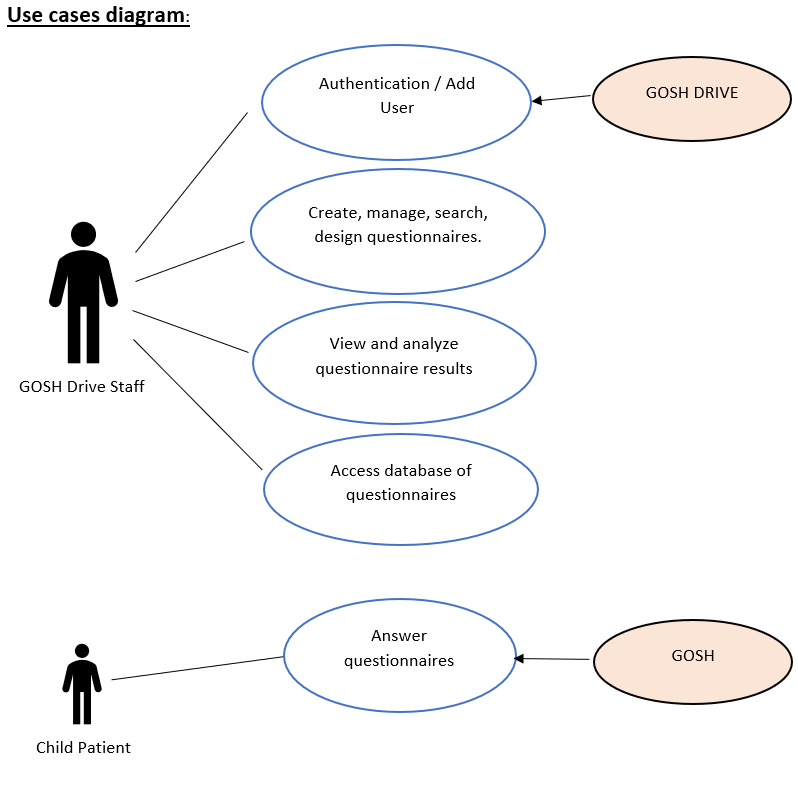 Use cases diagram:
Authentication / Add
User
GOSH DRIVE
Create, manage, search,
design questionnaires.
View and analyze
questionnaire results
GOSH Drive Staff
Access database of
questionnaires
Answer
questionnaires
GOSH
Child Patient